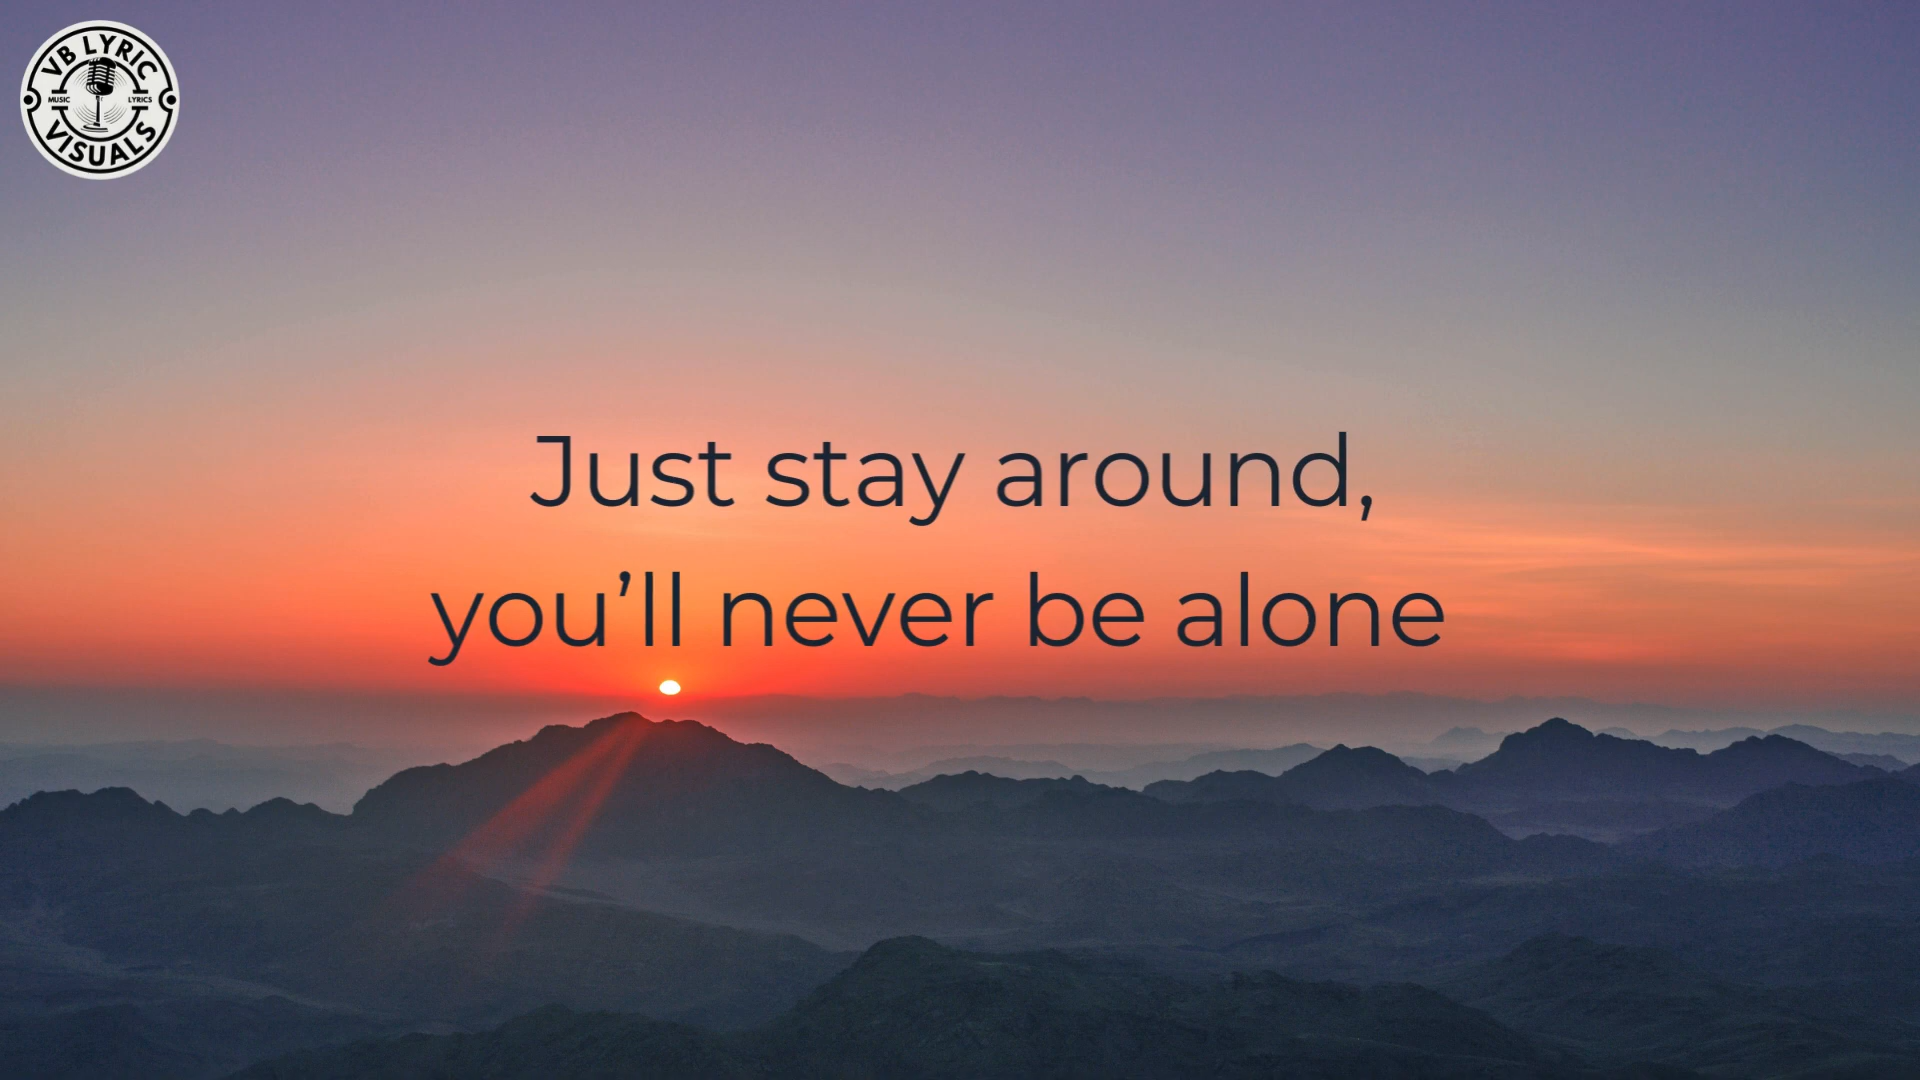 VB LYRIC
MUSIC LYRICS
VISUALS
Just stay around,
you’ll never be alone